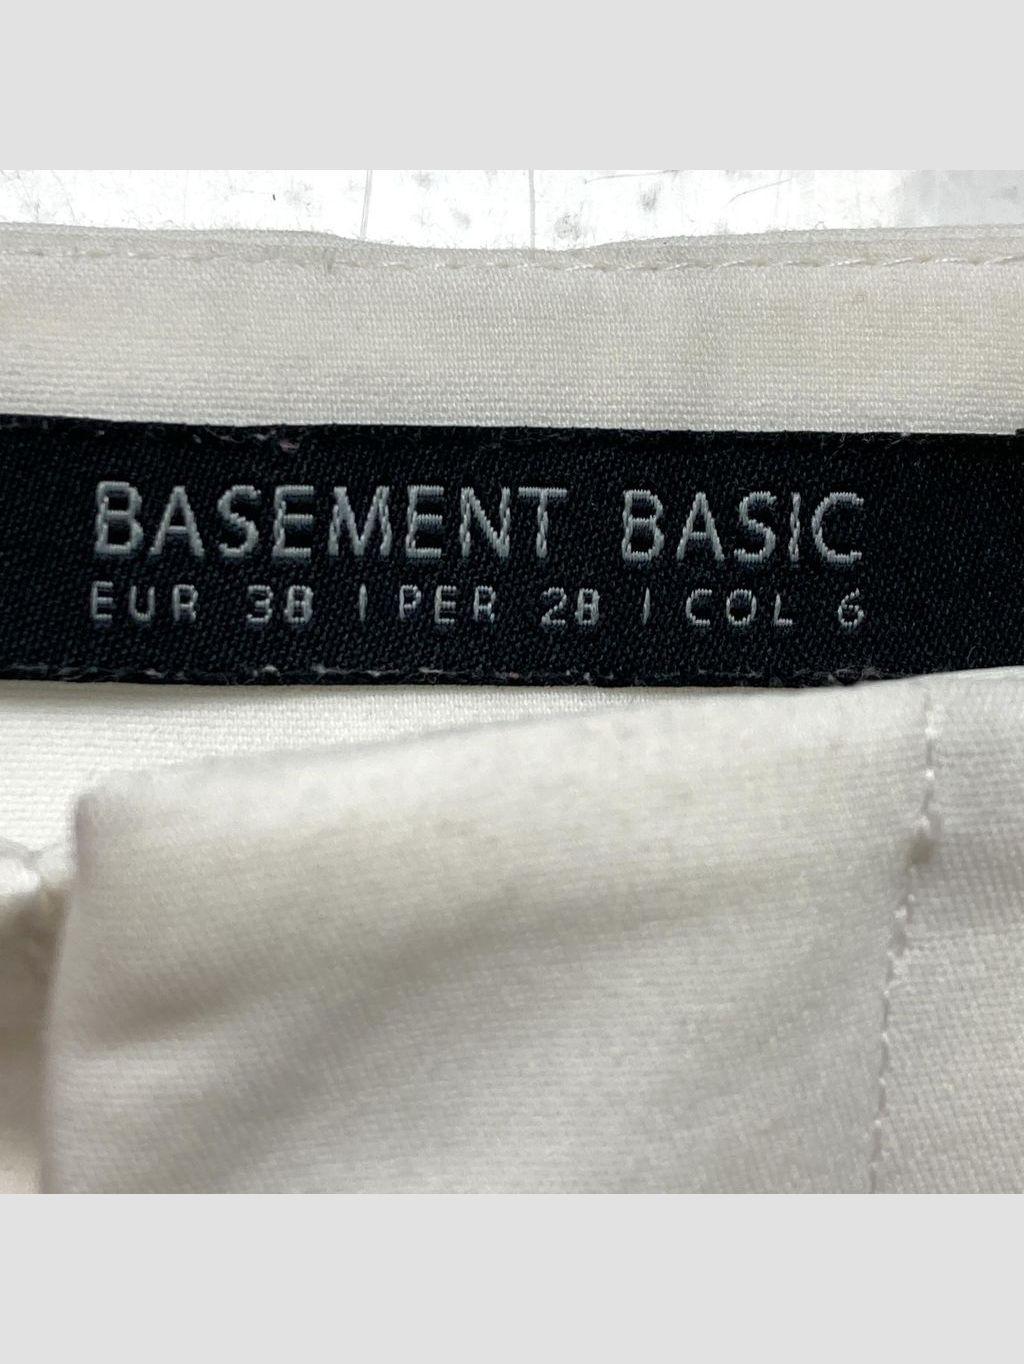 BASEMENT BASIC
EUR 38 | PER 28 | COL 6